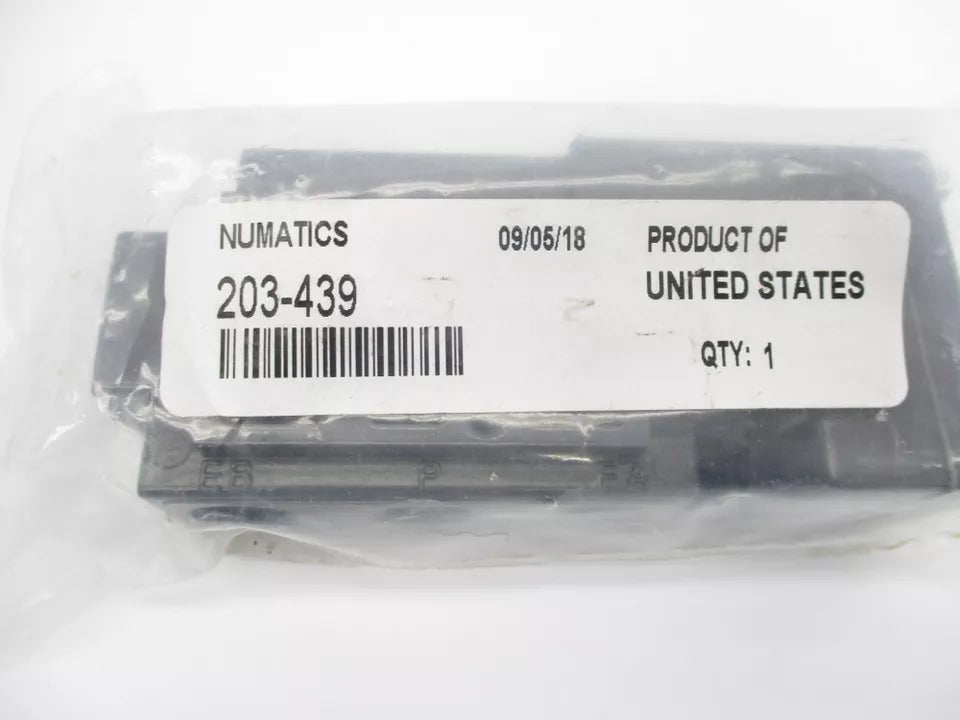 NUMATICS 09/05/18 PRODUCT OF
203-439 UNITED STATES
QTY: 1
EB P EA